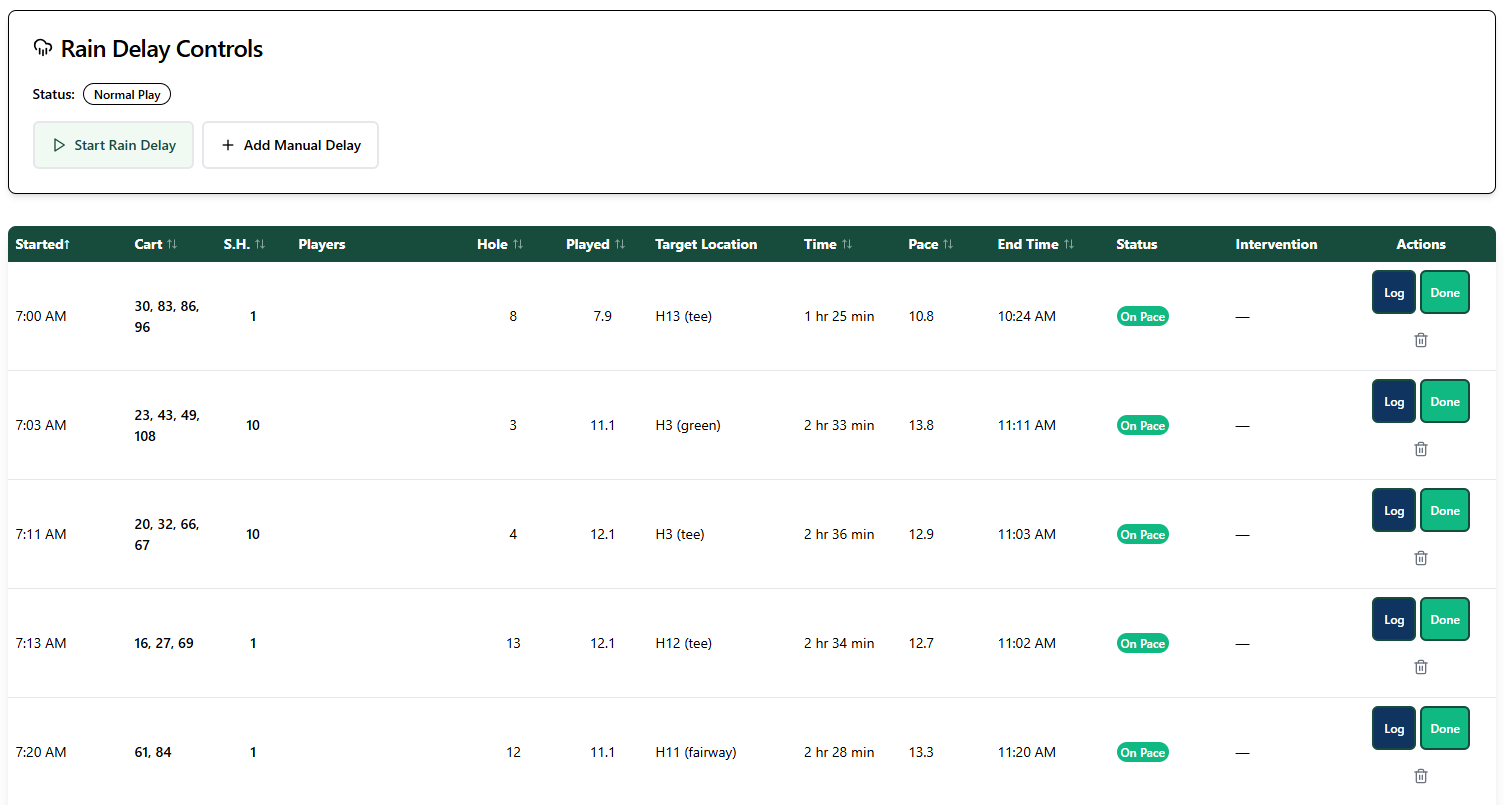 Rain Delay Controls
Status: Normal Play
Start Rain Delay + Add Manual Delay
Started↑ Cart ↑↓ S.H. ↑↓ Players Hole ↑↓ Played ↑↓ Target Location Time ↑↓ Pace ↑↓ End Time ↑↓ Status Intervention Actions
7:00 AM 30, 83, 86, 96 1 8 7.9 H13 (tee) 1 hr 25 min 10.8 10:24 AM On Pace — Log Done
7:03 AM 23, 43, 49, 108 10 3 11.1 H3 (green) 2 hr 33 min 13.8 11:11 AM On Pace — Log Done
7:11 AM 20, 32, 66, 67 10 4 12.1 H3 (tee) 2 hr 36 min 12.9 11:03 AM On Pace — Log Done
7:13 AM 16, 27, 69 1 13 12.1 H12 (tee) 2 hr 34 min 12.7 11:02 AM On Pace — Log Done
7:20 AM 61, 84 1 12 11.1 H11 (fairway) 2 hr 28 min 13.3 11:20 AM On Pace — Log Done